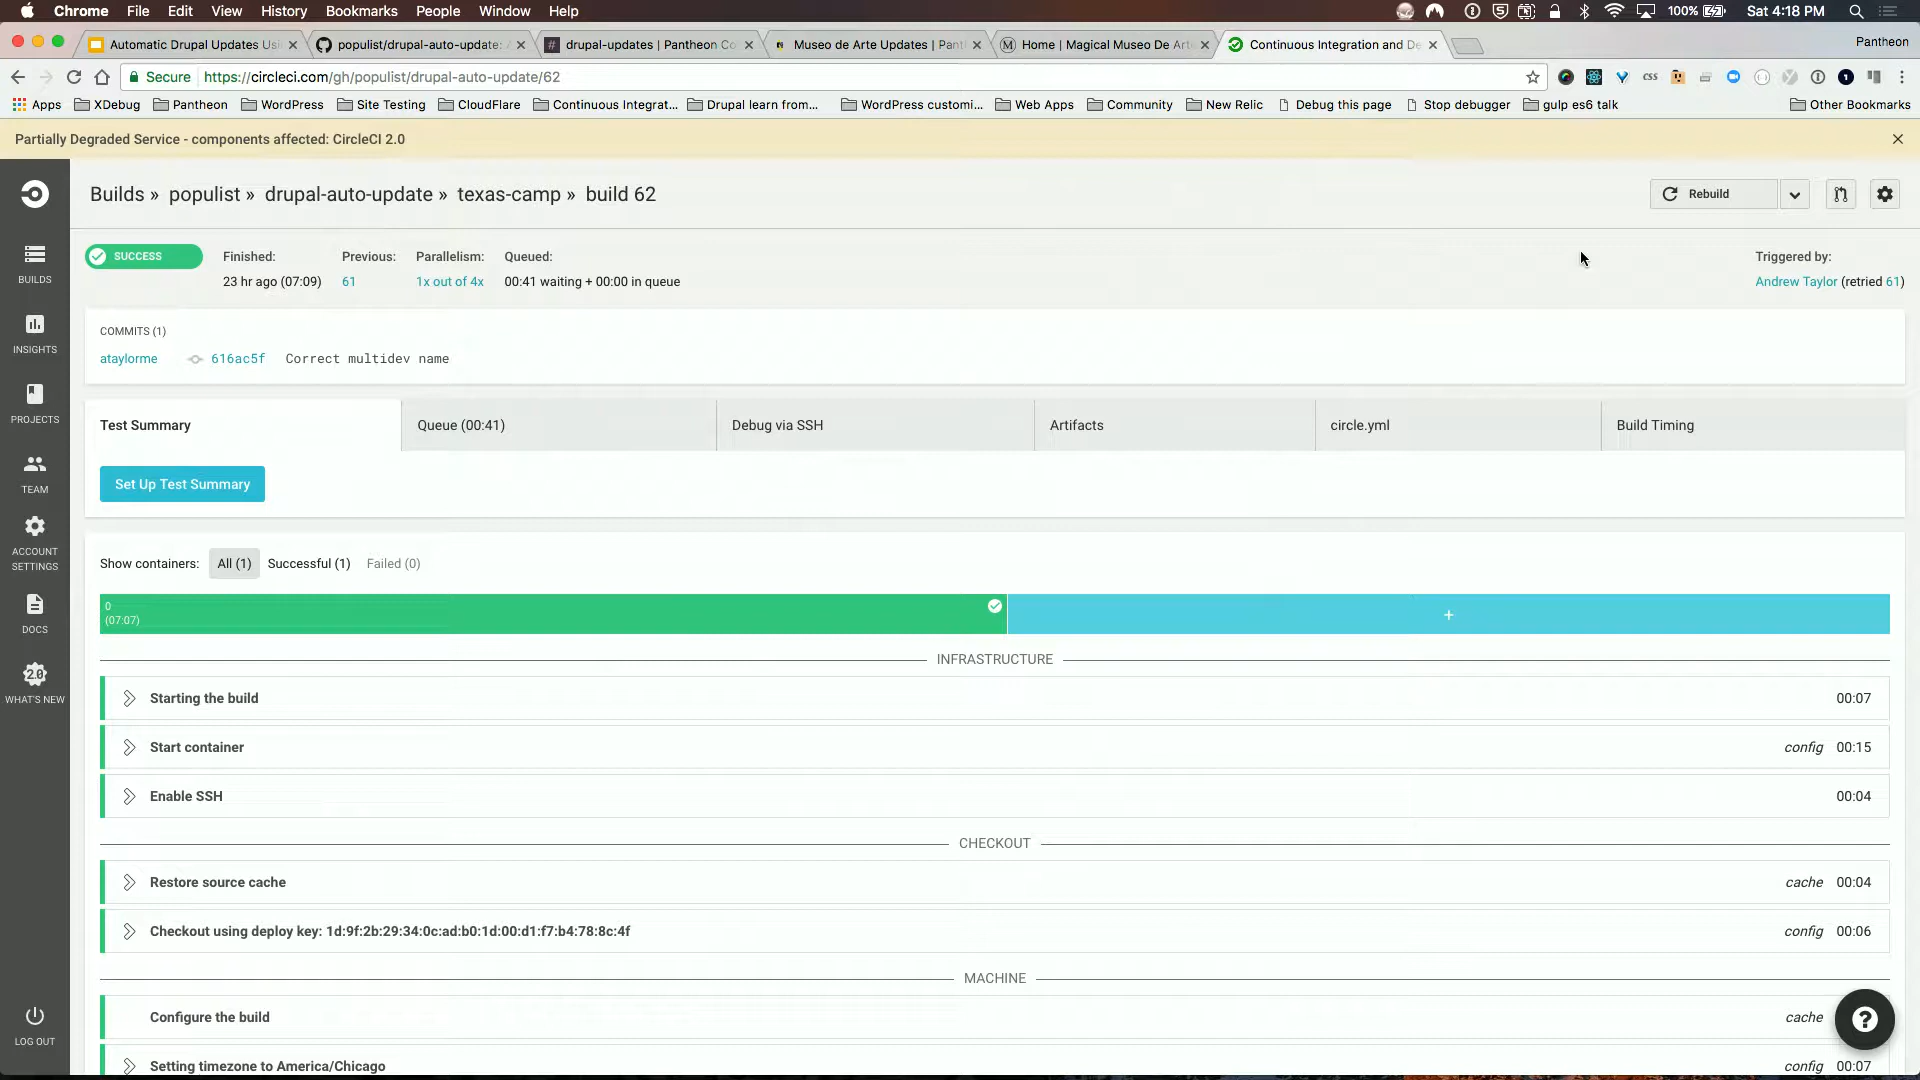 Chrome File Edit View History Bookmarks People Window Help 100% Sat 4:18 PM
Automatic Drupal Updates Usi populist/drupal-auto-update: A drupal-updates | Pantheon Co Museo de Arte Updates | Pant Home | Magical Museo De Arte Continuous Integration and De Pantheon
Secure https://circleci.com/gh/populist/drupal-auto-update/62
Apps XDebug Pantheon WordPress Site Testing CloudFlare Continuous Integrat... Drupal learn from... WordPress customi... Web Apps Community New Relic Debug this page Stop debugger gulp es6 talk Other Bookmarks
Partially Degraded Service - components affected: CircleCI 2.0
Builds » populist » drupal-auto-update » texas-camp » build 62
Rebuild
SUCCESS
Finished: Previous: Parallelism: Queued: Triggered by:
23 hr ago (07:09) 61 1x out of 4x 00:41 waiting + 00:00 in queue Andrew Taylor (retried 61)
BUILDS
INSIGHTS
PROJECTS
TEAM
ACCOUNT
SETTINGS
DOCS
2.0
WHAT'S NEW
LOG OUT
COMMITS (1)
ataylorme 616ac5f Correct multidev name
Test Summary Queue (00:41) Debug via SSH Artifacts circle.yml Build Timing
Set Up Test Summary
Show containers: All (1) Successful (1) Failed (0)
0
(07:07)
+
INFRASTRUCTURE
Starting the build 00:07
Start container config 00:15
Enable SSH 00:04
CHECKOUT
Restore source cache cache 00:04
Checkout using deploy key: 1d:9f:2b:29:34:0c:ad:b0:1d:00:d1:f7:b4:78:8c:4f config 00:06
MACHINE
Configure the build cache
Setting timezone to America/Chicago config 00:07
?